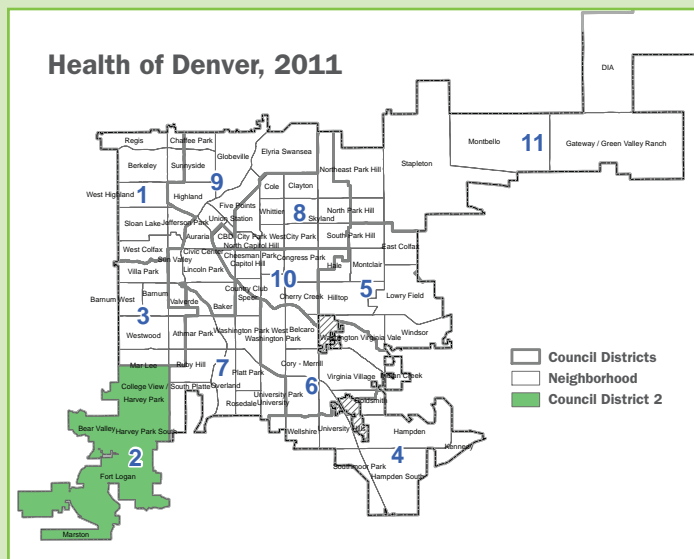 Health of Denver, 2011
DIA
Regis
Chaffee Park
Elyria Swansea
Montbello
11
Gateway / Green Valley Ranch
Globeville
Berkeley
Sunnyside
Northeast Park Hill
Stapleton
9
Cole
Clayton
West Highland
1
Highland
Five Points
Whittier
8
Skyland
North Park Hill
Sloan Lake
Jefferson Park
Union Station
Auraria
CBD
City Park West
City Park
South Park Hill
North Capitol Hill
East Colfax
West Colfax
Civic Center
Sun Valley
Cheesman Park
Congress Park
Capitol Hill
Hale
Montclair
Villa Park
Lincoln Park
10
Country Club
5
Barnum West
Barnum
Valverde
Baker
Speer
Cherry Creek
Hilltop
Lowry Field
3
Westwood
Athmar Park
Washington Park West
Washington Park
Belcaro
Washington Virginia Vale
Windsor
Mar Lee
Ruby Hill
7
Platt Park
Cory - Merrill
Virginia Village
Indian Creek
College View /
South Platte
Overland
Harvey Park
University Park
University
6
Goldsmith
Rosedale
Bear Valley
Harvey Park South
Wellshire
University Hills
Hampden
2
4
Kennedy
Southmoor Park
Fort Logan
Hampden South
Marston
Council Districts
Neighborhood
Council District 2